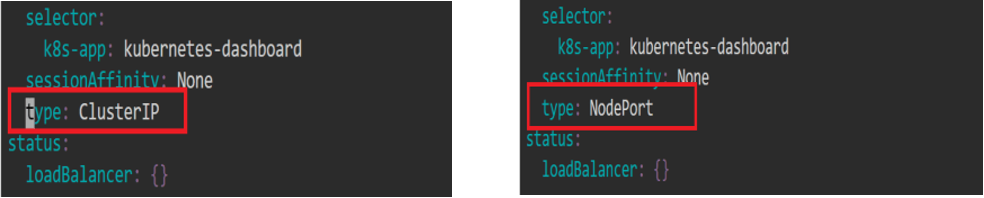 selector:
k8s-app: kubernetes-dashboard
sessionAffinity: None
type: ClusterIP
status:
loadBalancer: {}
selector:
k8s-app: kubernetes-dashboard
sessionAffinity: None
type: NodePort
status:
loadBalancer: {}